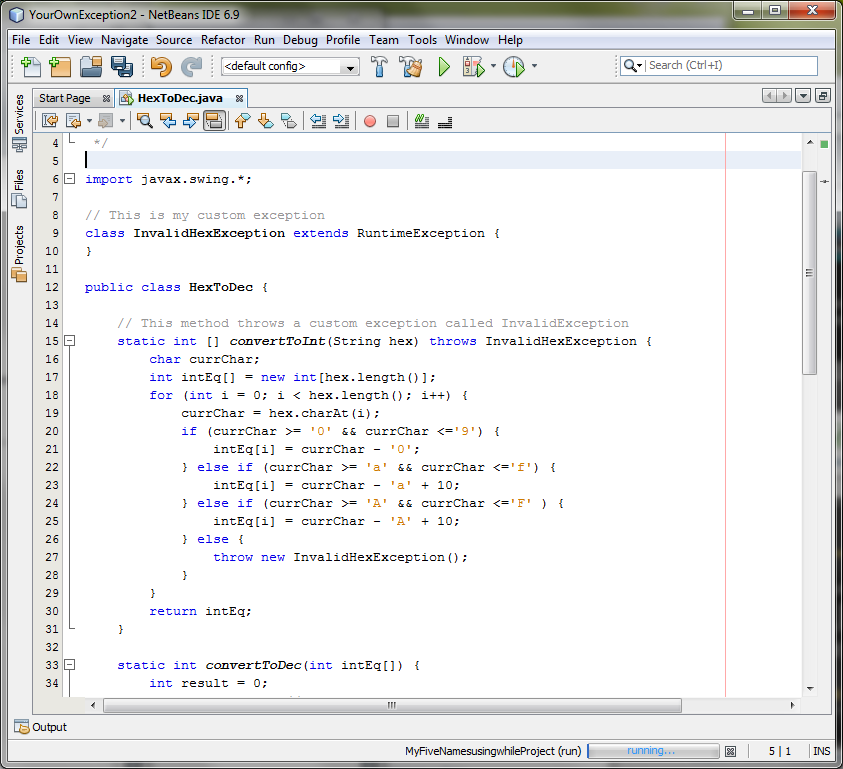 YourOwnException2 - NetBeans IDE 6.9
File Edit View Navigate Source Refactor Run Debug Profile Team Tools Window Help
<default config>
Search (Ctrl+I)
Services
Files
Projects
Start Page
HexToDec.java
4 */
5
6 import javax.swing.*;
7
8 // This is my custom exception
9 class InvalidHexException extends RuntimeException {
10 }
11
12 public class HexToDec {
13
14 // This method throws a custom exception called InvalidException
15 static int [] convertToInt(String hex) throws InvalidHexException {
16 char currChar;
17 int intEq[] = new int[hex.length()];
18 for (int i = 0; i < hex.length(); i++) {
19 currChar = hex.charAt(i);
20 if (currChar >= '0' && currChar <='9') {
21 intEq[i] = currChar - '0';
22 } else if (currChar >= 'a' && currChar <='f') {
23 intEq[i] = currChar - 'a' + 10;
24 } else if (currChar >= 'A' && currChar <='F' ) {
25 intEq[i] = currChar - 'A' + 10;
26 } else {
27 throw new InvalidHexException();
28 }
29 }
30 return intEq;
31 }
32
33 static int convertToDec(int intEq[]) {
34 int result = 0;
Output
MyFiveNamesusingwhileProject (run) running... 5 | 1 INS